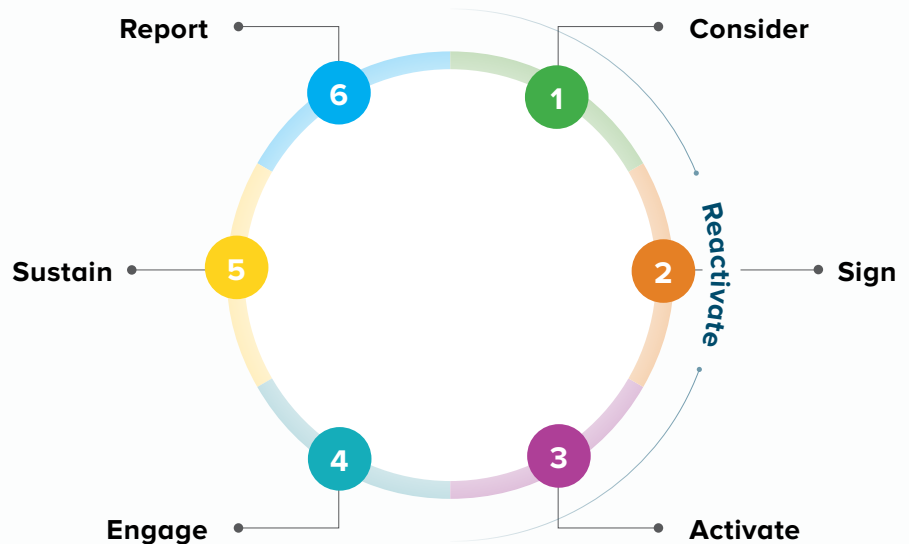 Report
Consider
6
1
Reactivate
Sustain
5
2
Sign
4
3
Engage
Activate